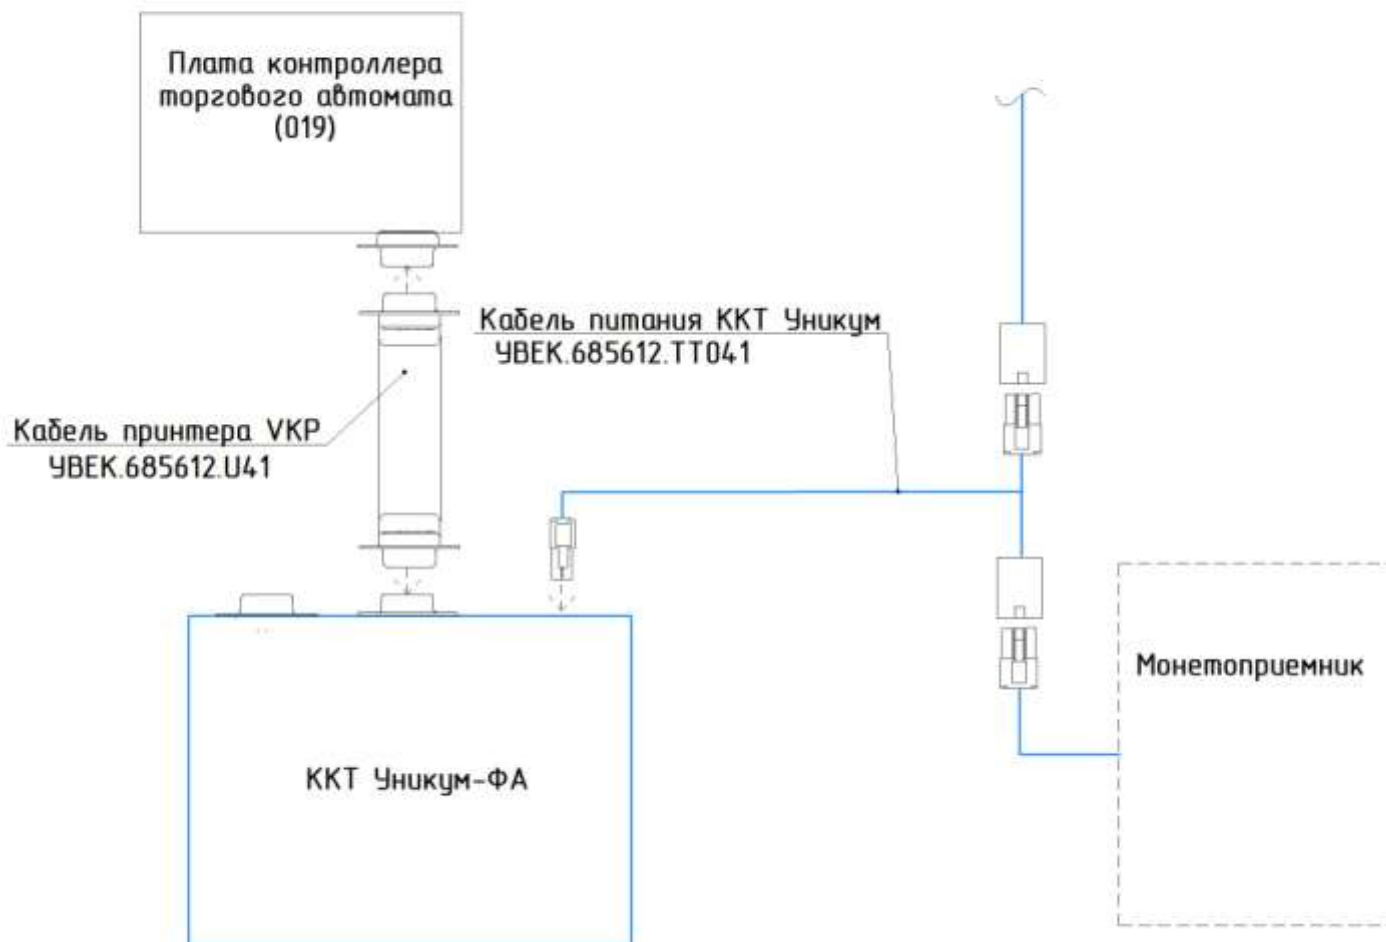 Плата контроллера
торгового автомата
(019)
Кабель питания ККТ Уникум
УВЕК.685612.ТТ041
Кабель принтера VKP
УВЕК.685612.U41
Монетоприемник
ККТ Уникум-ФА